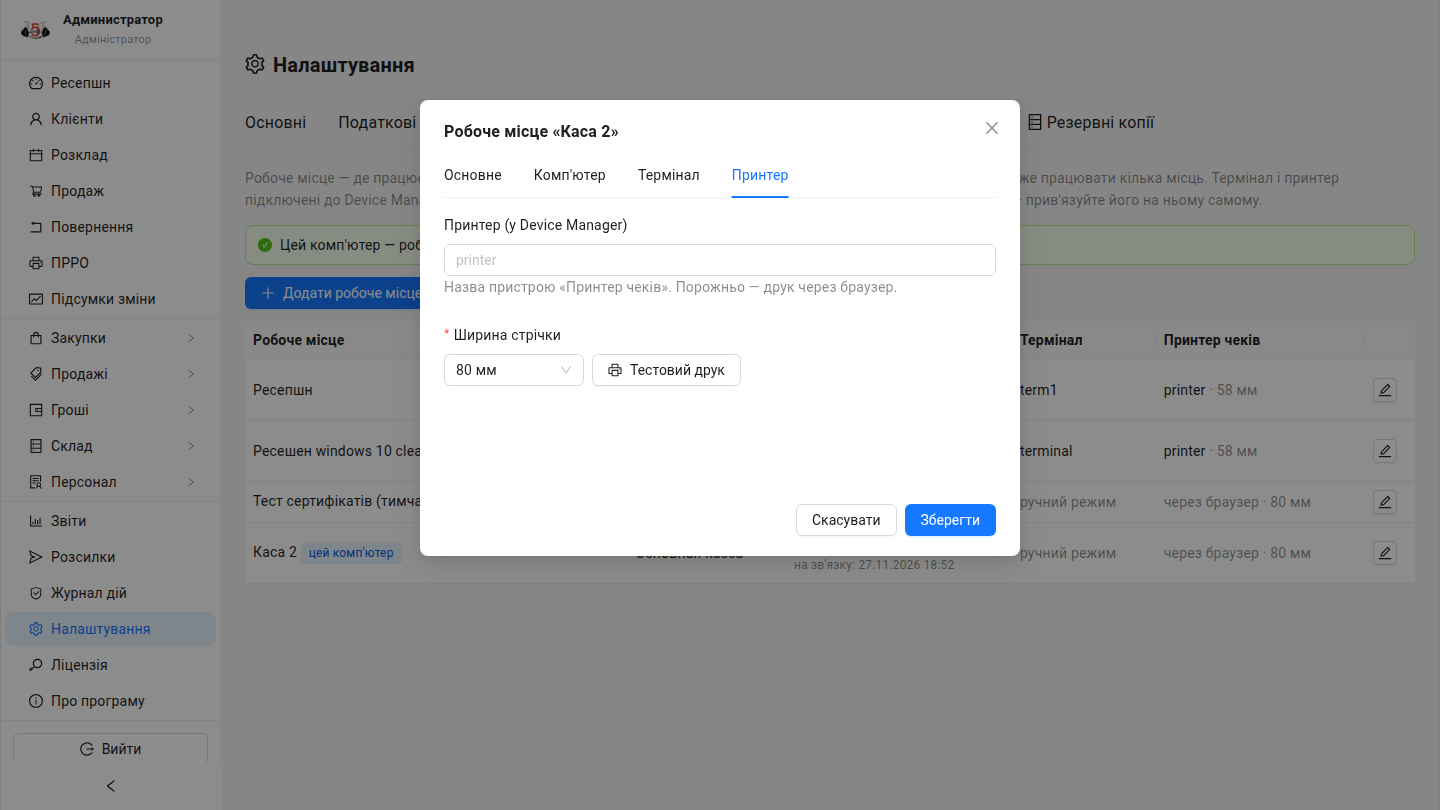 Администратор
Адміністратор
Ресепшн
Клієнти
Розклад
Продаж
Повернення
ПРРО
Підсумки зміни
Закупки
Продажі
Гроші
Склад
Персонал
Звіти
Розсилки
Журнал дій
Налаштування
Ліцензія
Про програму
Вийти
Налаштування
Основні Податкові Резервні копії
Робоче місце — де працює
же працювати кілька місць. Термінал і принтер
підключені до Device Man
прив'язуйте його на ньому самому.
Цей комп'ютер — роб
Додати робоче місце
Робоче місце Термінал Принтер чеків
Ресепшн term1 printer · 58 мм
Ресешен windows 10 clea terminal printer · 58 мм
Тест сертифікатів (тимча ручний режим через браузер · 80 мм
Каса 2 цей комп'ютер ручний режим через браузер · 80 мм
на зв'язку: 27.11.2026 18:52
Робоче місце «Каса 2»
Основне Комп'ютер Термінал Принтер
Принтер (у Device Manager)
printer
Назва пристрою «Принтер чеків». Порожньо — друк через браузер.
* Ширина стрічки
80 мм Тестовий друк
Скасувати Зберегти